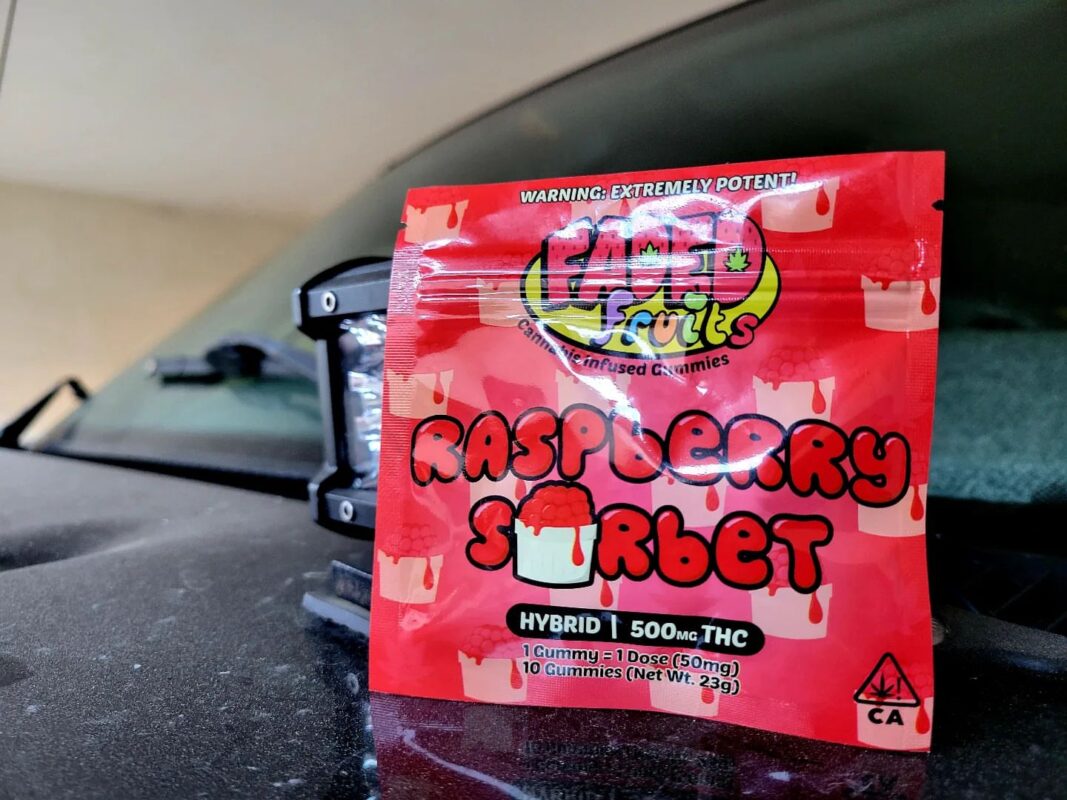 WARNING: EXTREMELY POTENT!
FADED
fruits
Cannabis Infused Gummies
RASPbERRY
SORbET
HYBRID | 500MG THC
1 Gummy = 1 Dose (50mg)
10 Gummies (Net Wt. 23g)
CA